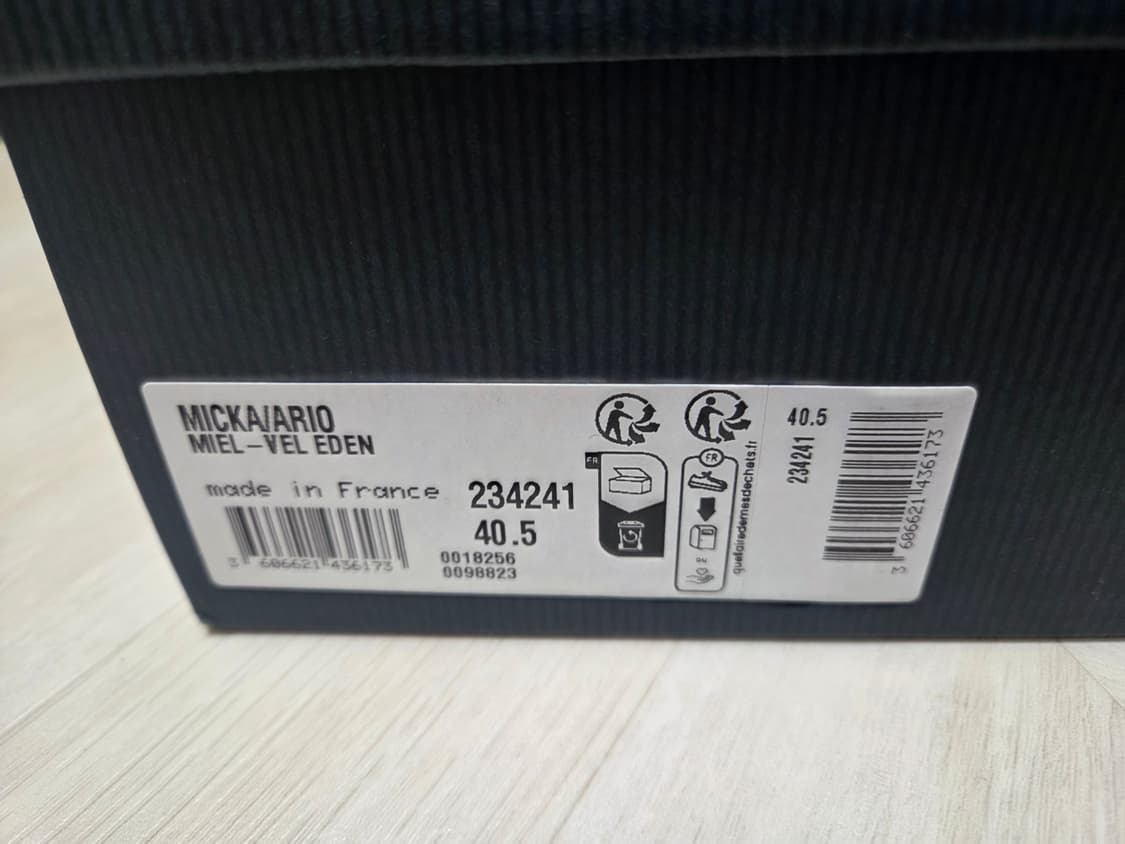 MICKA/ARIO
MIEL-VEL EDEN
made in France
234241
40.5
3 606621 436173
0018256
0098823
FR
FR
quefairedemesdechets.fr
40.5
234241
3 606621 436173